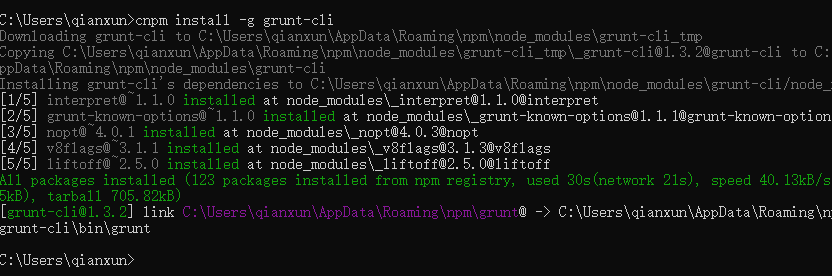 C:\Users\qianxun>cnpm install -g grunt-cli
Downloading grunt-cli to C:\Users\qianxun\AppData\Roaming\npm\node_modules\grunt-cli_tmp
Copying C:\Users\qianxun\AppData\Roaming\npm\node_modules\grunt-cli_tmp\_grunt-cli@1.3.2@grunt-cli to C:
ppData\Roaming\npm\node_modules\grunt-cli
Installing grunt-cli's dependencies to C:\Users\qianxun\AppData\Roaming\npm\node_modules\grunt-cli/node_
[1/5] interpret@~1.1.0 installed at node_modules\_interpret@1.1.0@interpret
[2/5] grunt-known-options@~1.1.0 installed at node_modules\_grunt-known-options@1.1.1@grunt-known-option
[3/5] nopt@~4.0.1 installed at node_modules\_nopt@4.0.3@nopt
[4/5] v8flags@~3.1.1 installed at node_modules\_v8flags@3.1.3@v8flags
[5/5] liftoff@~2.5.0 installed at node_modules\_liftoff@2.5.0@liftoff
All packages installed (123 packages installed from npm registry, used 30s(network 21s), speed 40.13kB/s
5kB), tarball 705.82kB)
[grunt-cli@1.3.2] link C:\Users\qianxun\AppData\Roaming\npm\grunt@ -> C:\Users\qianxun\AppData\Roaming\n
grunt-cli\bin\grunt
C:\Users\qianxun>